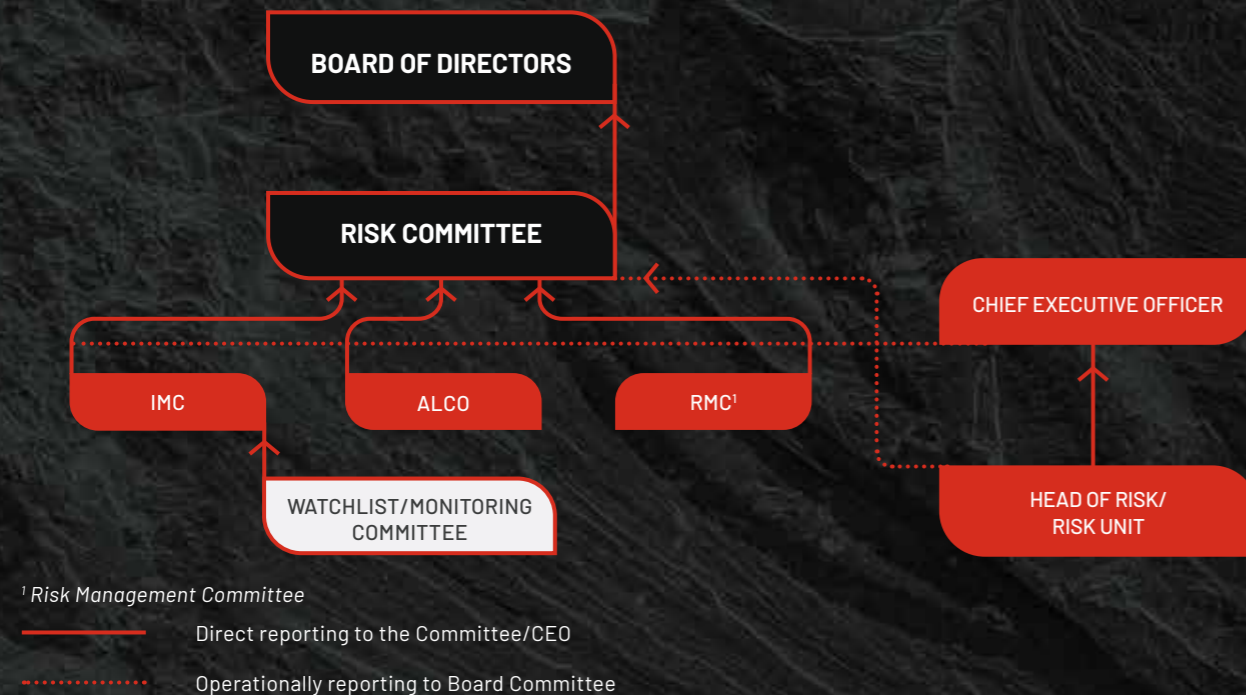 BOARD OF DIRECTORS
RISK COMMITTEE
CHIEF EXECUTIVE OFFICER
IMC
ALCO
RMC¹
WATCHLIST/MONITORING
COMMITTEE
HEAD OF RISK/
RISK UNIT
¹ Risk Management Committee
Direct reporting to the Committee/CEO
Operationally reporting to Board Committee